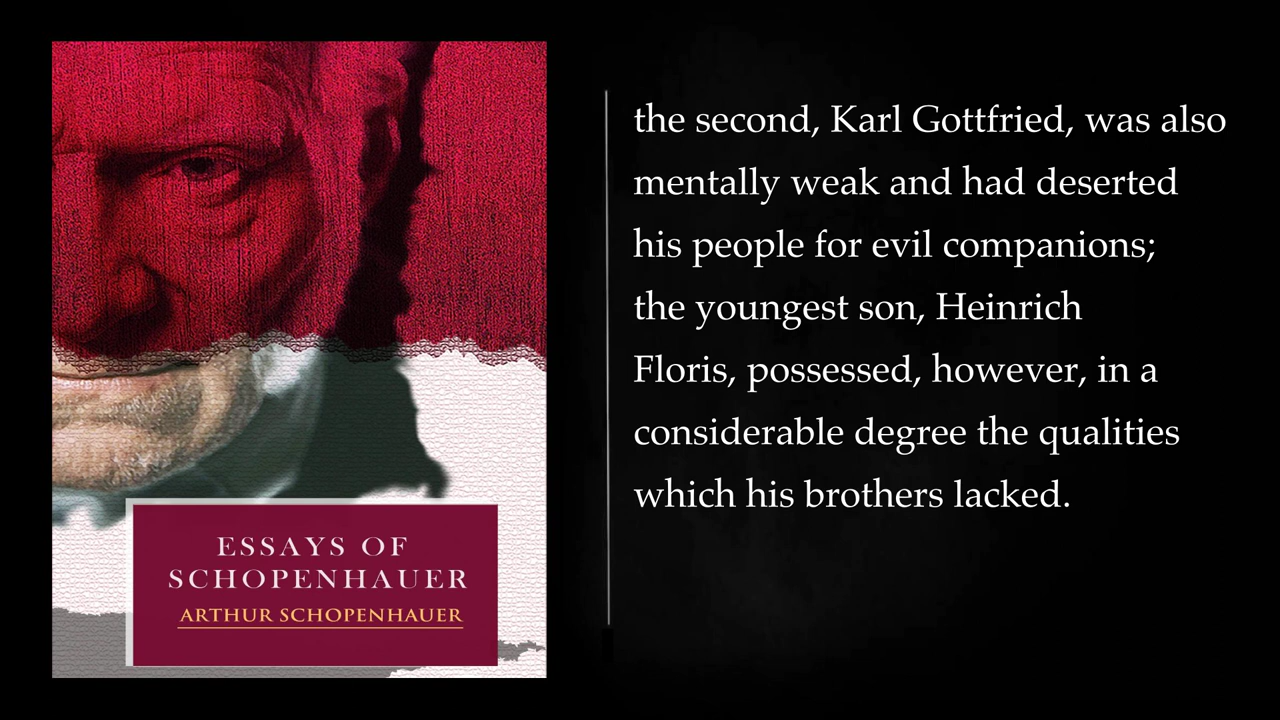 ESSAYS OF
SCHOPENHAUER
ARTHUR SCHOPENHAUER
the second, Karl Gottfried, was also
mentally weak and had deserted
his people for evil companions;
the youngest son, Heinrich
Floris, possessed, however, in a
considerable degree the qualities
which his brothers lacked.